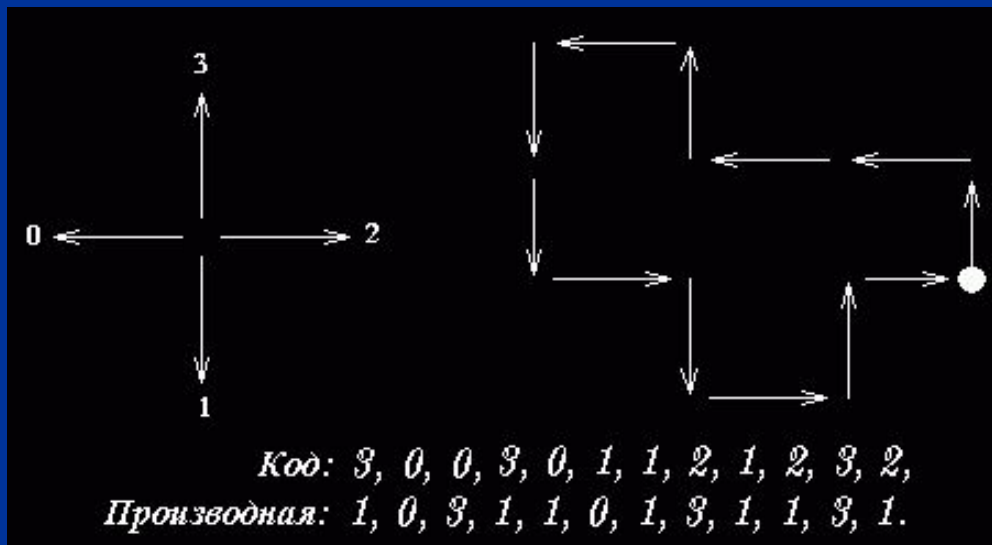 3
0
2
1
Код: 3, 0, 0, 3, 0, 1, 1, 2, 1, 2, 3, 2,
Производная: 1, 0, 3, 1, 1, 0, 1, 3, 1, 1, 3, 1.